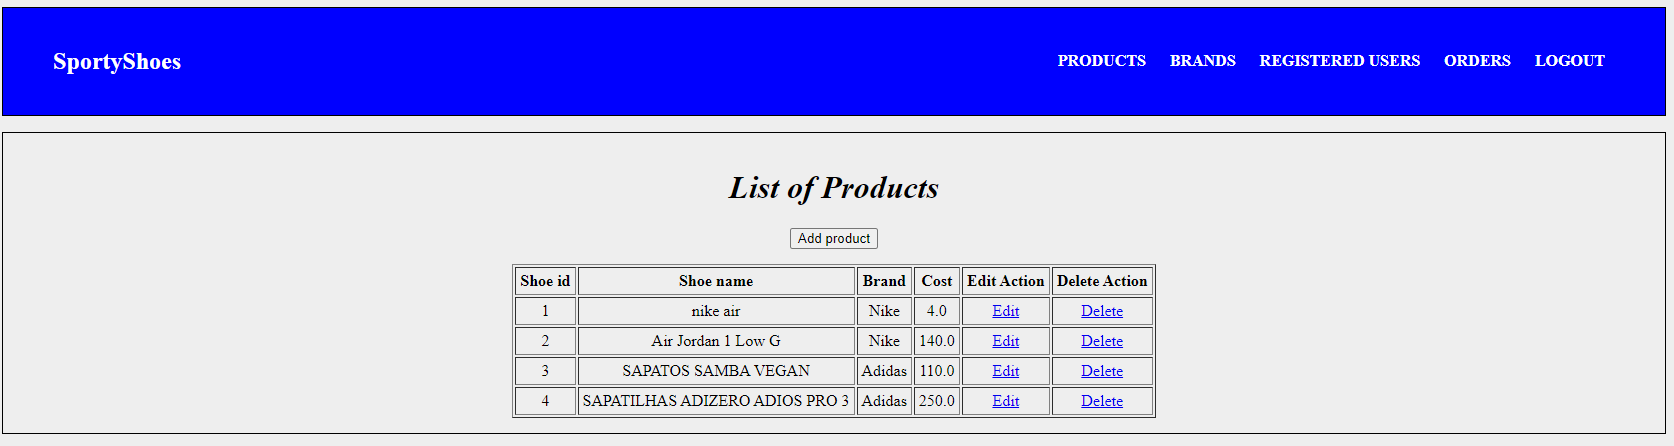 SportyShoes PRODUCTS BRANDS REGISTERED USERS ORDERS LOGOUT
List of Products
Add product
Shoe id Shoe name Brand Cost Edit Action Delete Action
1 nike air Nike 4.0 Edit Delete
2 Air Jordan 1 Low G Nike 140.0 Edit Delete
3 SAPATOS SAMBA VEGAN Adidas 110.0 Edit Delete
4 SAPATILHAS ADIZERO ADIOS PRO 3 Adidas 250.0 Edit Delete